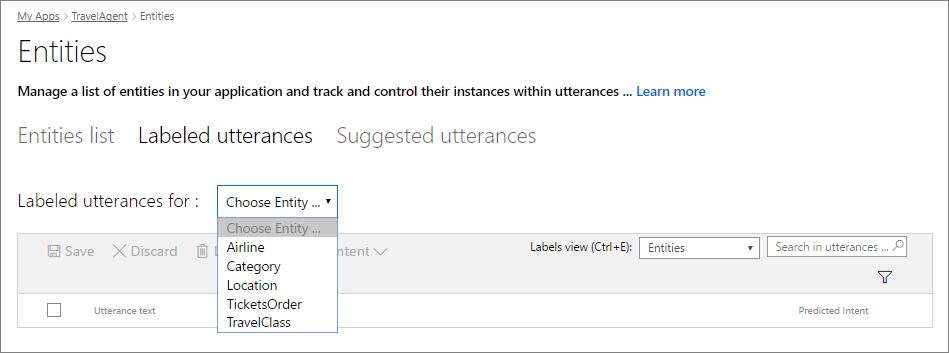 My Apps > TravelAgent > Entities
Entities
Manage a list of entities in your application and track and control their instances within utterances ... Learn more
Entities list Labeled utterances Suggested utterances
Labeled utterances for : Choose Entity ...
Choose Entity ...
Airline
Category
Location
TicketsOrder
TravelClass
Save Discard D ntent Labels view (Ctrl+E): Entities Search in utterances ...
Utterance text Predicted Intent